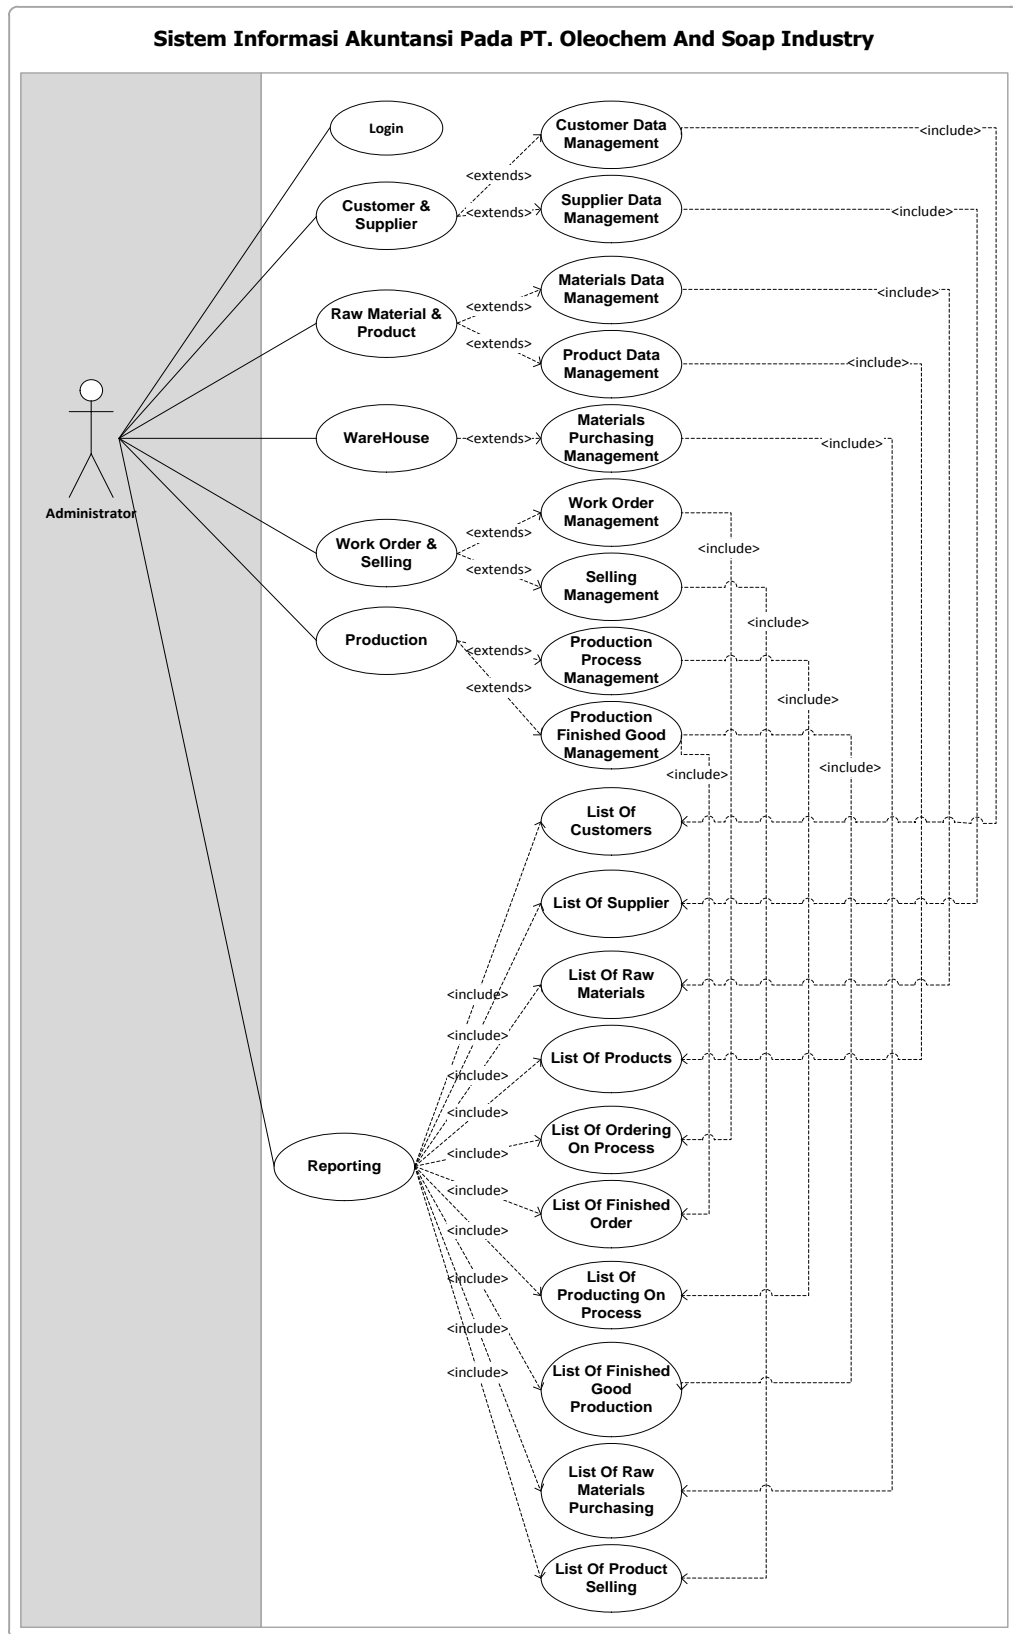 Sistem Informasi Akuntansi Pada PT. Oleochem And Soap Industry
Login
Customer Data
Management
<include>
<extends>
Customer &
Supplier
<extends>
Supplier Data
Management
<include>
Materials Data
Management
<include>
Raw Material &
Product
<extends>
<extends>
Product Data
Management
<include>
Administrator
WareHouse
<extends>
Materials
Purchasing
Management
<include>
Work Order
Management
<include>
Work Order &
Selling
<extends>
<extends>
Selling
Management
<include>
Production
<extends>
Production
Process
Management
<include>
<extends>
Production
Finished Good
Management
<include>
<include>
List Of
Customers
List Of Supplier
List Of Raw
Materials
<include>
<include>
List Of Products
<include>
<include>
List Of Ordering
On Process
<include>
Reporting
<include>
List Of Finished
Order
<include>
List Of
Producting On
Process
<include>
<include>
List Of Finished
Good
Production
<include>
List Of Raw
Materials
Purchasing
List Of Product
Selling